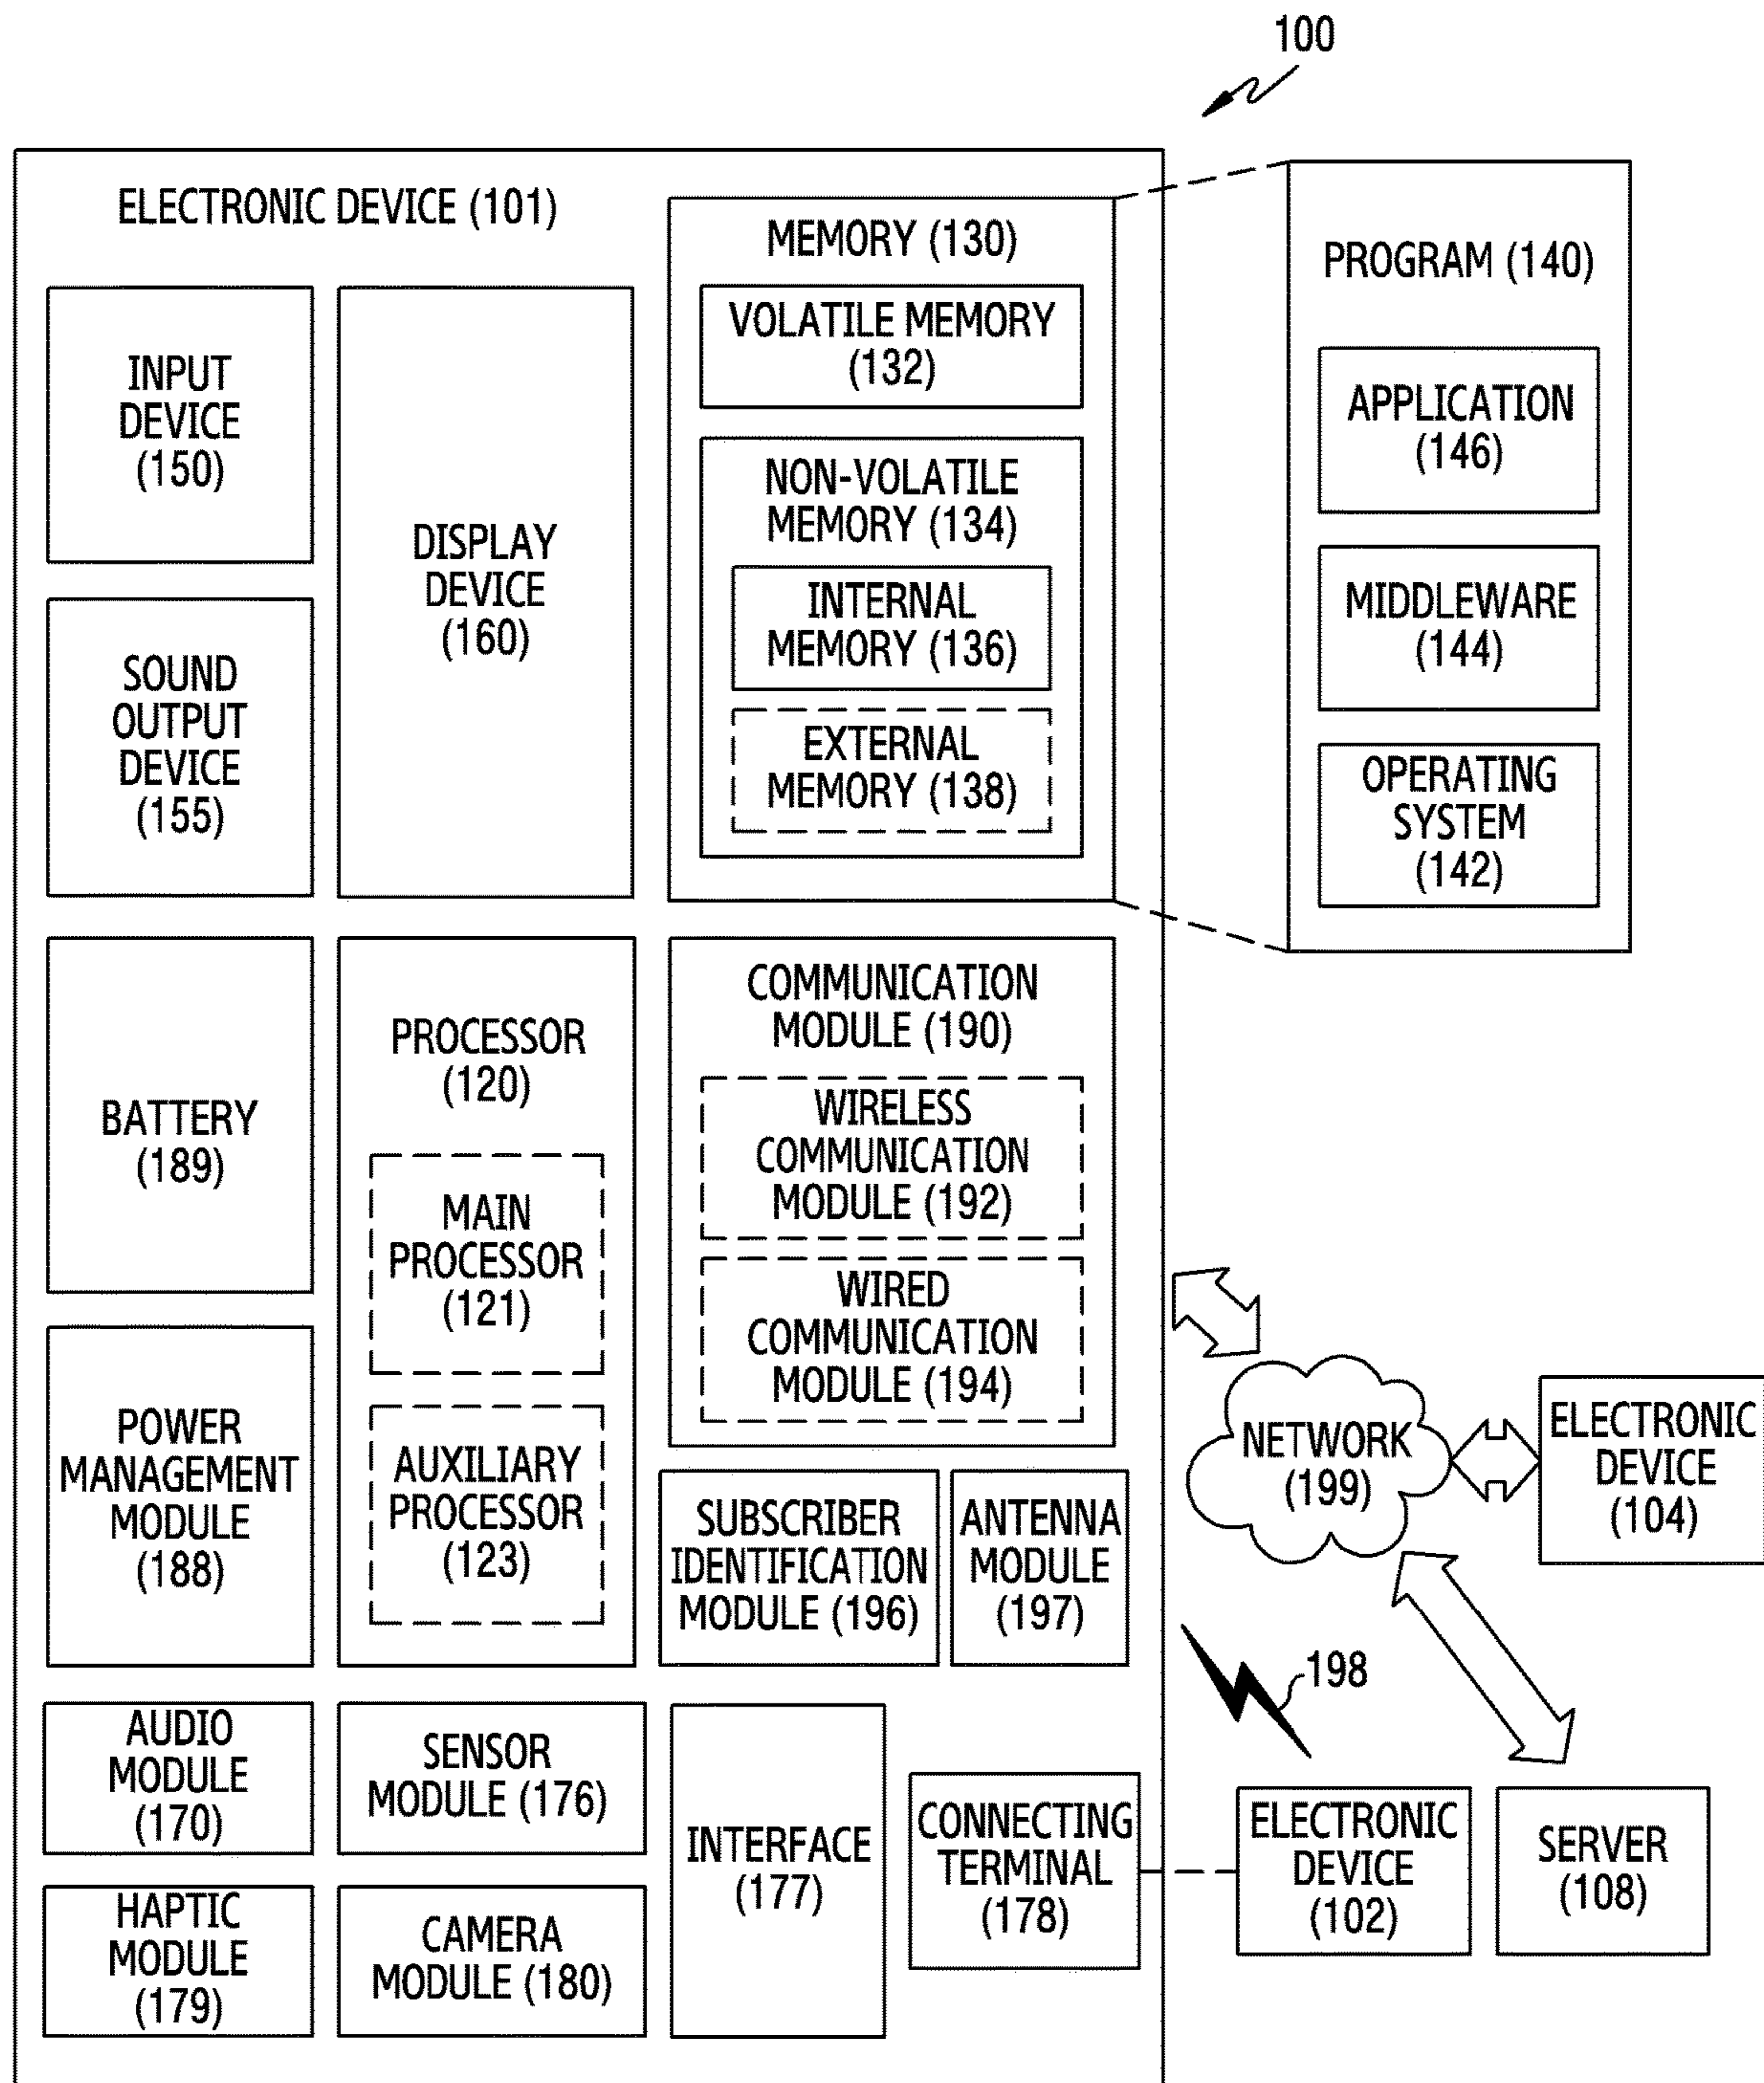 100
ELECTRONIC DEVICE (101)
INPUT
DEVICE
(150)
DISPLAY
DEVICE
(160)
SOUND
OUTPUT
DEVICE
(155)
MEMORY (130)
VOLATILE MEMORY
(132)
NON-VOLATILE
MEMORY (134)
INTERNAL
MEMORY (136)
EXTERNAL
MEMORY (138)
PROGRAM (140)
APPLICATION
(146)
MIDDLEWARE
(144)
OPERATING
SYSTEM
(142)
BATTERY
(189)
POWER
MANAGEMENT
MODULE
(188)
PROCESSOR
(120)
MAIN
PROCESSOR
(121)
AUXILIARY
PROCESSOR
(123)
COMMUNICATION
MODULE (190)
WIRELESS
COMMUNICATION
MODULE (192)
WIRED
COMMUNICATION
MODULE (194)
SUBSCRIBER
IDENTIFICATION
MODULE (196)
ANTENNA
MODULE
(197)
NETWORK
(199)
ELECTRONIC
DEVICE
(104)
198
AUDIO
MODULE
(170)
SENSOR
MODULE (176)
HAPTIC
MODULE
(179)
CAMERA
MODULE (180)
INTERFACE
(177)
CONNECTING
TERMINAL
(178)
ELECTRONIC
DEVICE
(102)
SERVER
(108)